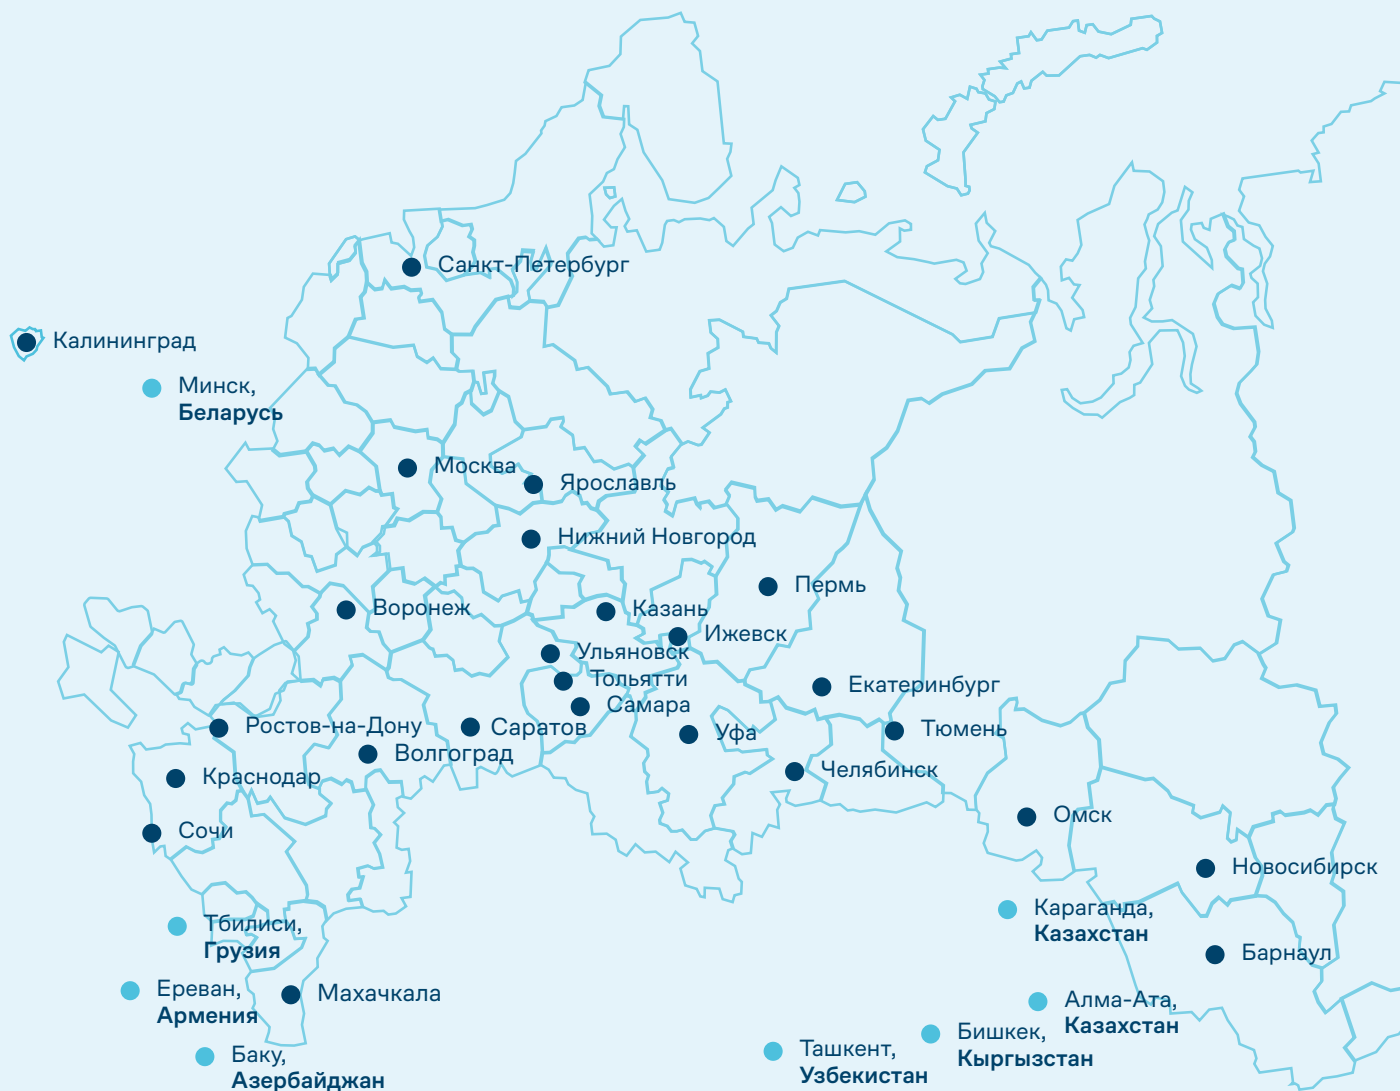 Санкт-Петербург
Калининград
Минск,
Беларусь
Москва
Ярославль
Нижний Новгород
Пермь
Воронеж
Казань
Ижевск
Ульяновск
Тольятти
Екатеринбург
Самара
Ростов-на-Дону
Саратов
Уфа
Тюмень
Волгоград
Краснодар
Челябинск
Сочи
Омск
Новосибирск
Тбилиси,
Грузия
Караганда,
Казахстан
Барнаул
Ереван,
Армения
Махачкала
Алма-Ата,
Казахстан
Бишкек,
Кыргызстан
Ташкент,
Узбекистан
Баку,
Азербайджан